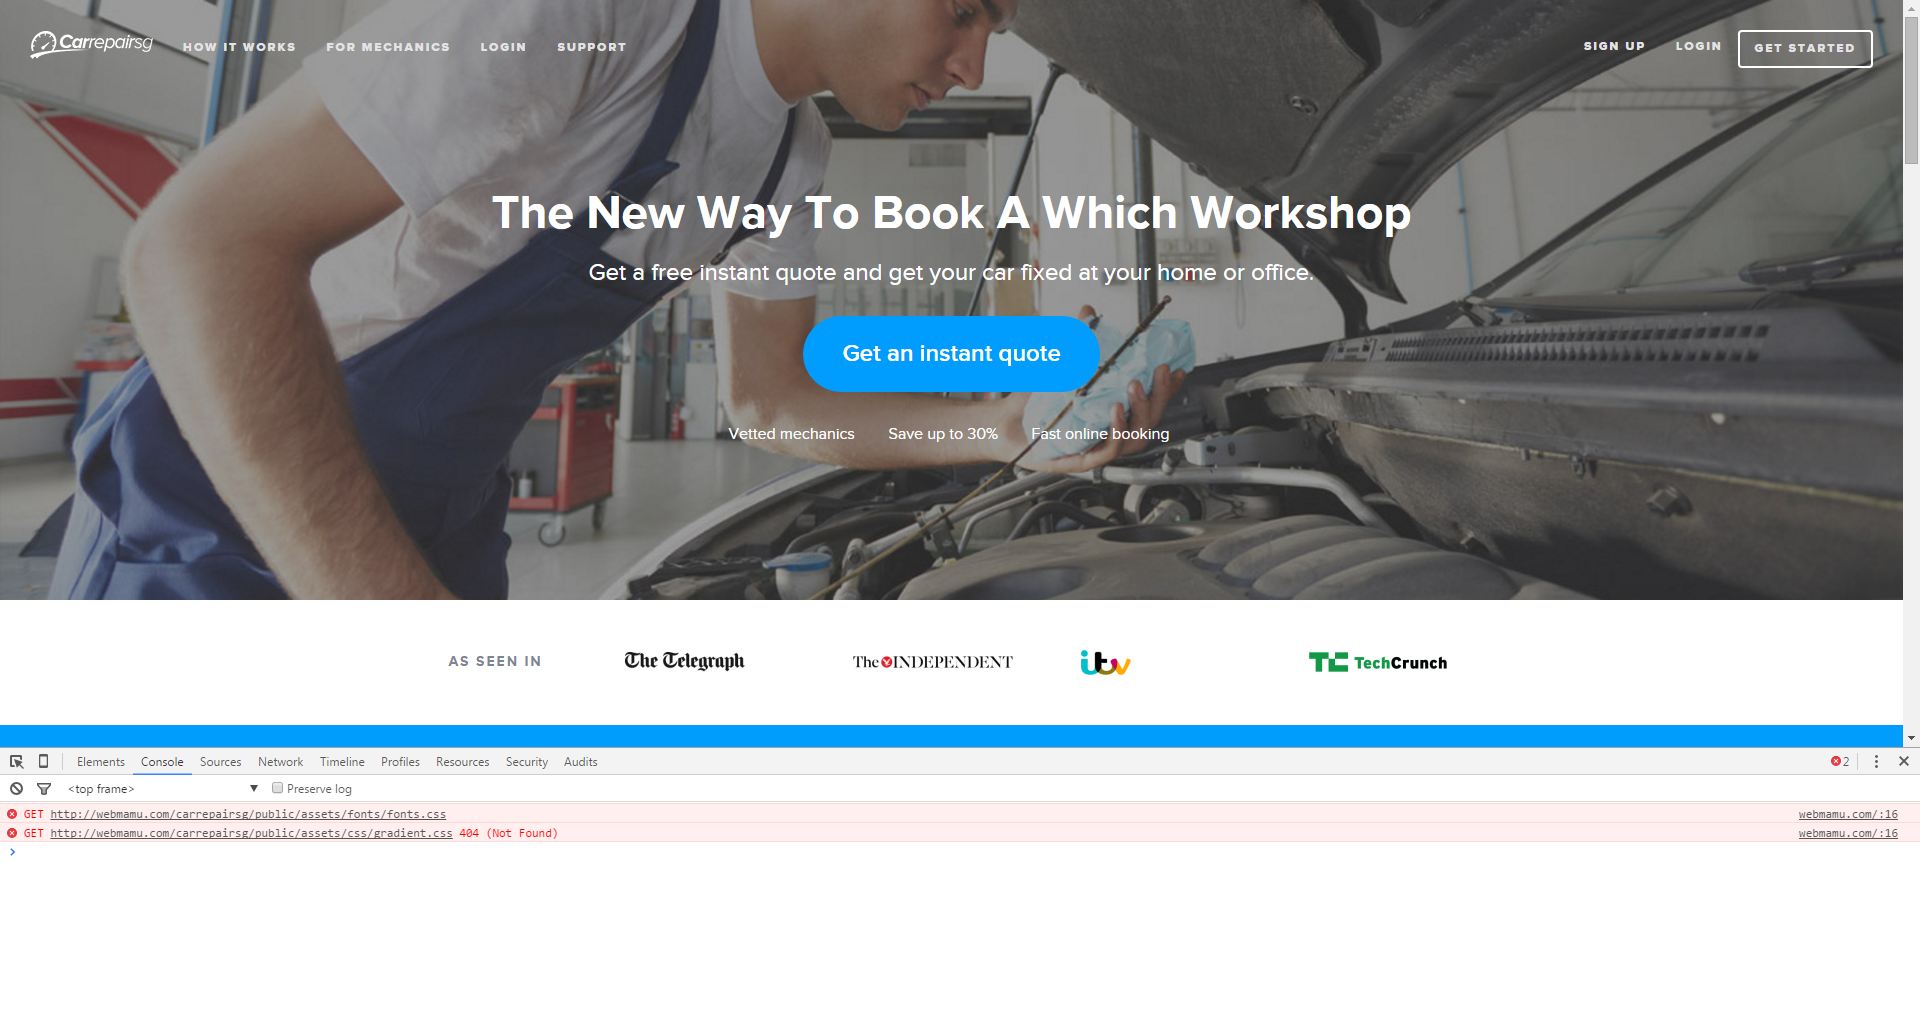 Carrepairsg HOW IT WORKS FOR MECHANICS LOGIN SUPPORT SIGN UP LOGIN GET STARTED
The New Way To Book A Which Workshop
Get a free instant quote and get your car fixed at your home or office.
Get an instant quote
Vetted mechanics Save up to 30% Fast online booking
AS SEEN IN The Telegraph The INDEPENDENT itv TC TechCrunch
Elements Console Sources Network Timeline Profiles Resources Security Audits 2
<top frame> Preserve log
GET http://webmamu.com/carrepairsg/public/assets/fonts/fonts.css webmamu.com/:16
GET http://webmamu.com/carrepairsg/public/assets/css/gradient.css 404 (Not Found) webmamu.com/:16